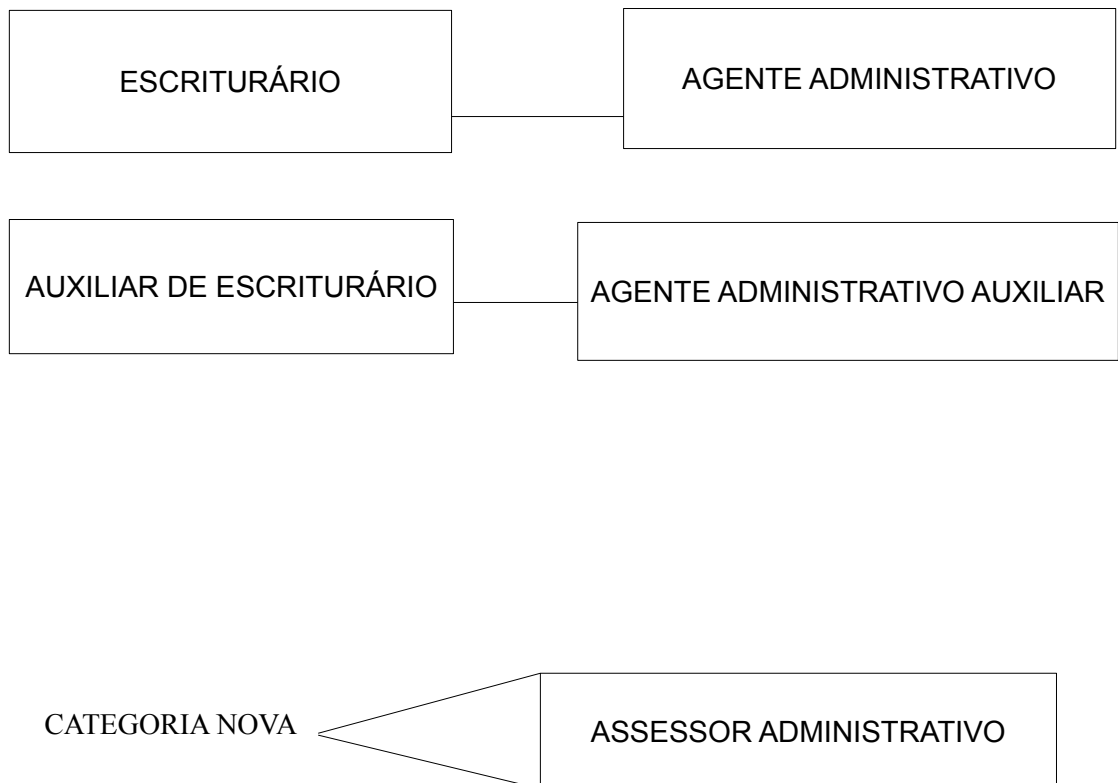 ESCRITURÁRIO
AGENTE ADMINISTRATIVO
AUXILIAR DE ESCRITURÁRIO
AGENTE ADMINISTRATIVO AUXILIAR
CATEGORIA NOVA
ASSESSOR ADMINISTRATIVO